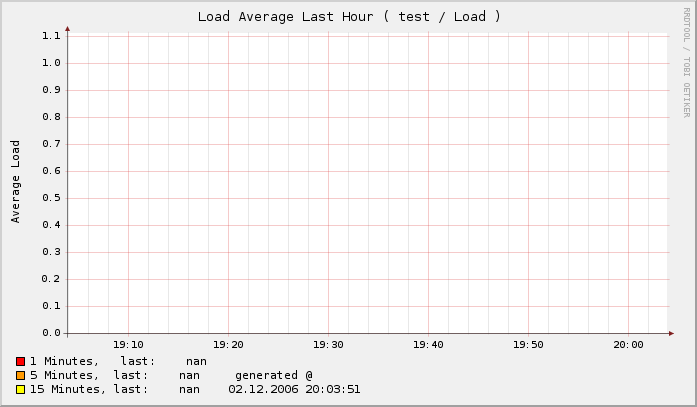 Load Average Last Hour ( test / Load )
RRDTOOL / TOBI OETIKER
Average Load
1.1
1.0
0.9
0.8
0.7
0.6
0.5
0.4
0.3
0.2
0.1
0.0
19:10 19:20 19:30 19:40 19:50 20:00
1 Minutes, last: nan
5 Minutes, last: nan generated @
15 Minutes, last: nan 02.12.2006 20:03:51